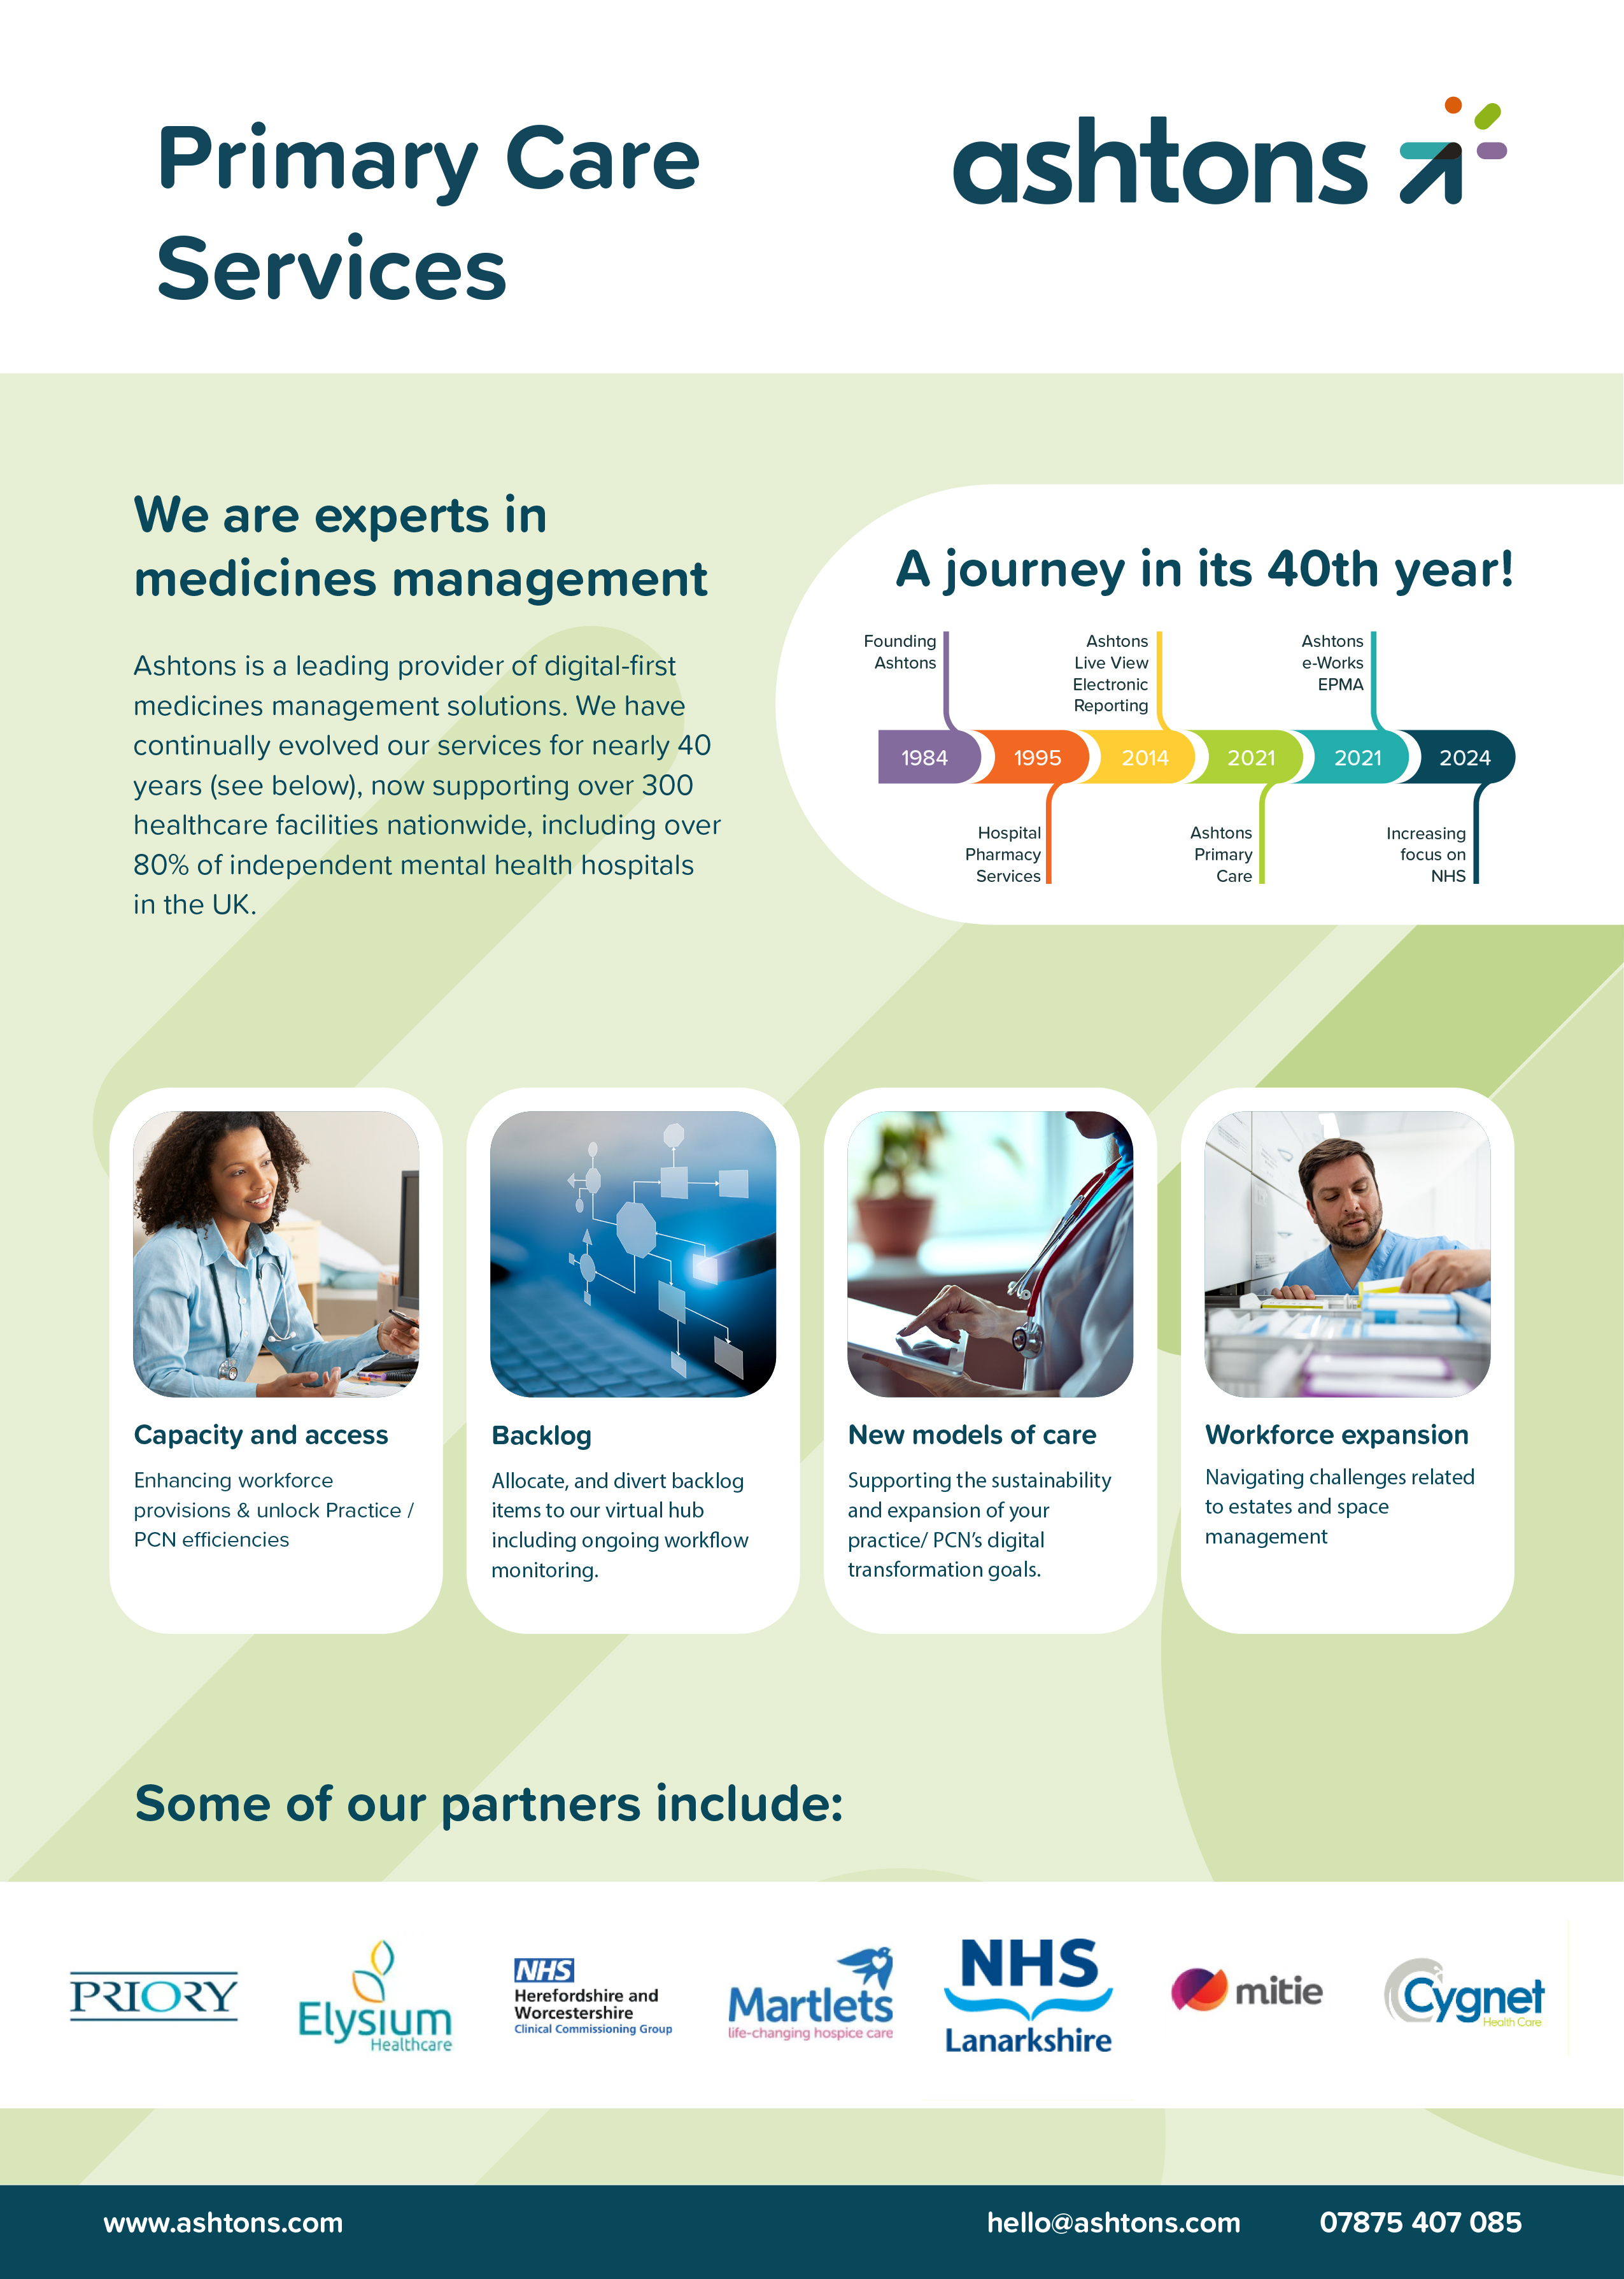 Primary Care
Services
ashtons
We are experts in
medicines management
Ashtons is a leading provider of digital-first
medicines management solutions. We have
continually evolved our services for nearly 40
years (see below), now supporting over 300
healthcare facilities nationwide, including over
80% of independent mental health hospitals
in the UK.
A journey in its 40th year!
Founding
Ashtons
Ashtons
Live View
Electronic
Reporting
Ashtons
e-Works
EPMA
1984 1995 2014 2021 2021 2024
Hospital
Pharmacy
Services
Ashtons
Primary
Care
Increasing
focus on
NHS
Capacity and access
Enhancing workforce
provisions & unlock Practice /
PCN efficiencies
Backlog
Allocate, and divert backlog
items to our virtual hub
including ongoing workflow
monitoring.
New models of care
Supporting the sustainability
and expansion of your
practice/ PCN’s digital
transformation goals.
Workforce expansion
Navigating challenges related
to estates and space
management
Some of our partners include:
PRIORY
Elysium
Healthcare
NHS
Herefordshire and
Worcestershire
Clinical Commissioning Group
Martlets
life-changing hospice care
NHS
Lanarkshire
mitie
Cygnet
Health Care
www.ashtons.com
hello@ashtons.com
07875 407 085